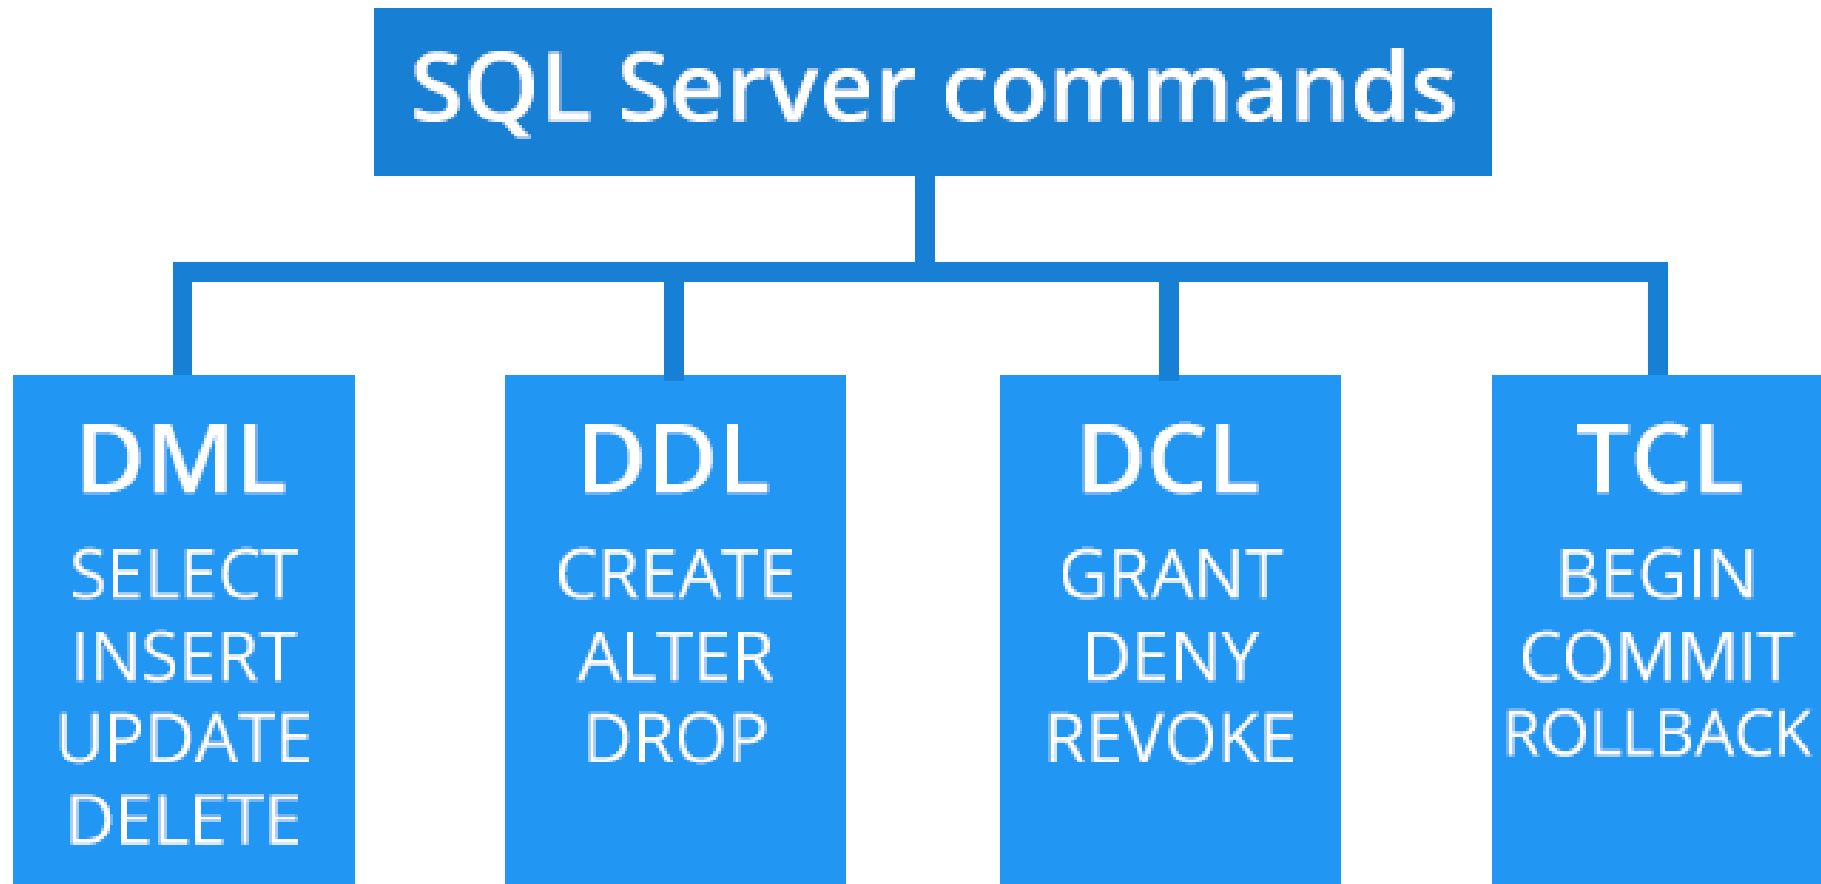 SQL Server commands
DML
SELECT
INSERT
UPDATE
DELETE
DDL
CREATE
ALTER
DROP
DCL
GRANT
DENY
REVOKE
TCL
BEGIN
COMMIT
ROLLBACK